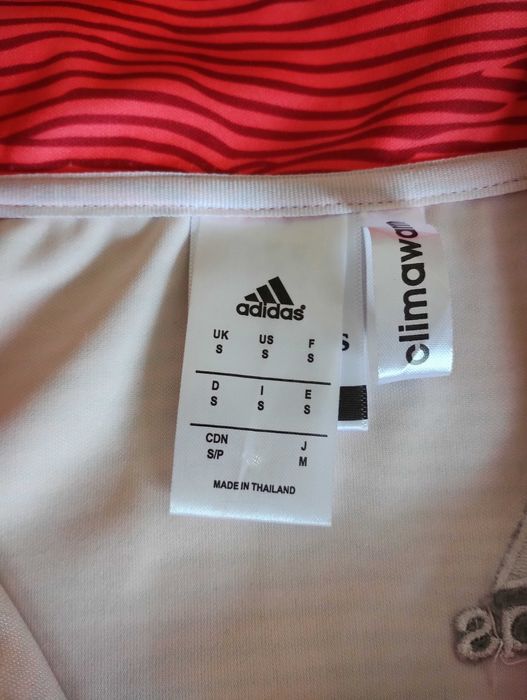 adidas
UK US F
S S S
D I E
S S S
CDN J
S/P M
MADE IN THAILAND
S
climawarm